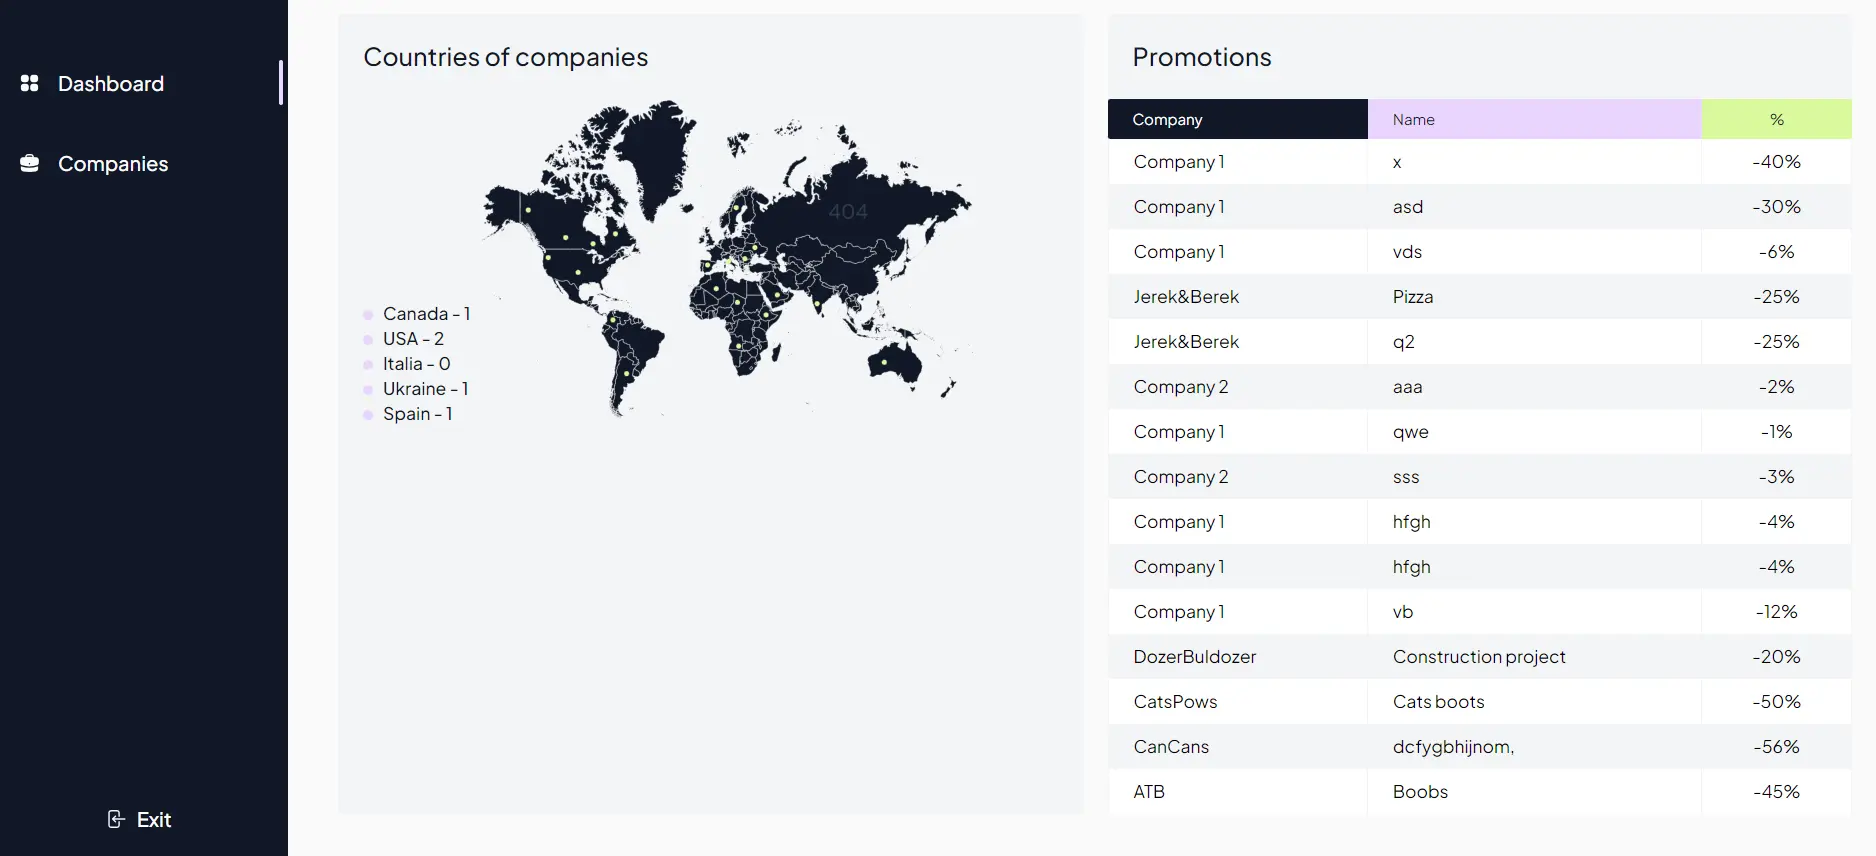 Dashboard
Companies
Exit
Countries of companies
404
Canada - 1
USA - 2
Italia - 0
Ukraine - 1
Spain - 1
Promotions
Company Name %
Company 1 x -40%
Company 1 asd -30%
Company 1 vds -6%
Jerek&Berek Pizza -25%
Jerek&Berek q2 -25%
Company 2 aaa -2%
Company 1 qwe -1%
Company 2 sss -3%
Company 1 hfgh -4%
Company 1 hfgh -4%
Company 1 vb -12%
DozerBuldozer Construction project -20%
CatsPows Cats boots -50%
CanCans dcfygbhijnom, -56%
ATB Boobs -45%